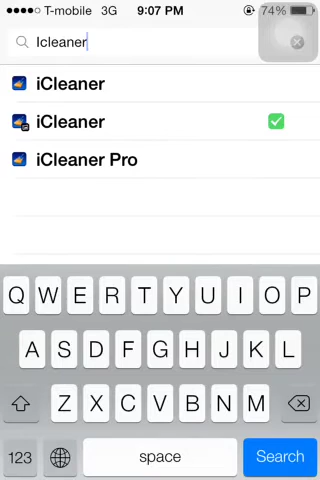 T-mobile 3G 9:07 PM 74%
Icleaner
iCleaner
iCleaner
iCleaner Pro
Q W E R T Y U I O P
A S D F G H J K L
Z X C V B N M
123 space Search